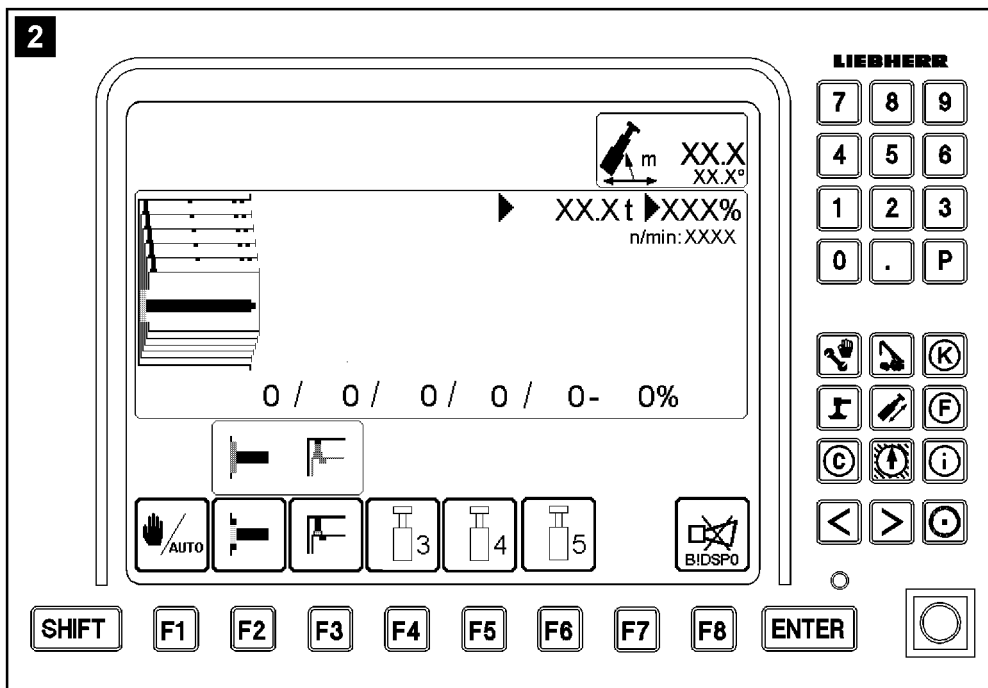 2
LIEBHERR
7 8 9
4 5 6
1 2 3
0 . P
m XX.X
XX.X°
XX.X t XXX%
n/min: XXXX
0 / 0 / 0 / 0 / 0 - 0%
AUTO
3
4
5
B!DSP0
K
F
C
i
< >
SHIFT F1 F2 F3 F4 F5 F6 F7 F8 ENTER